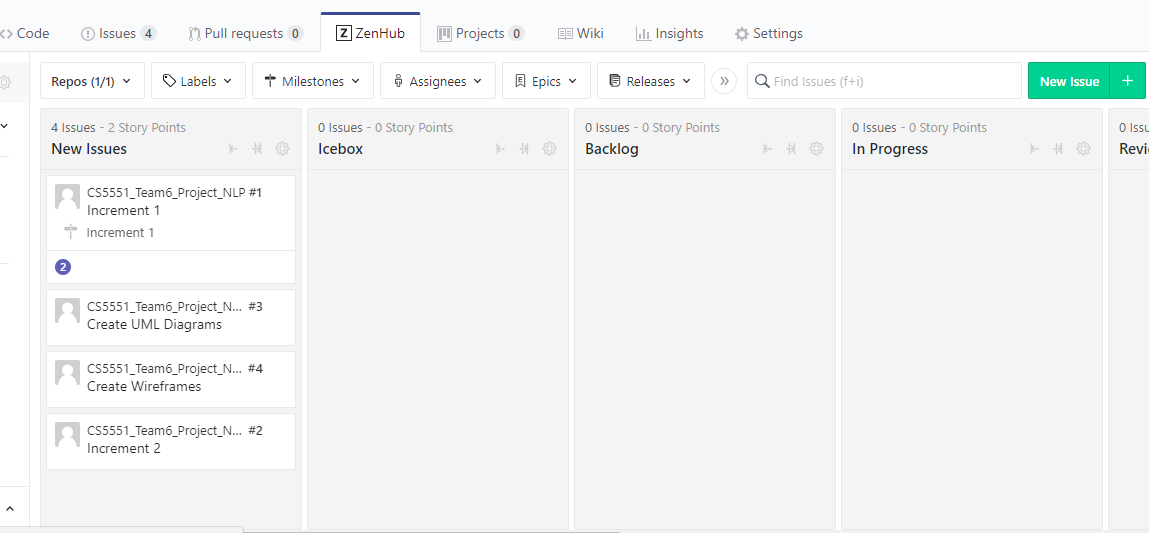 <> Code Issues 4 Pull requests 0 Z ZenHub Projects 0 Wiki Insights Settings
Repos (1/1) Labels Milestones Assignees Epics Releases » Find Issues (f+i) New Issue +
4 Issues - 2 Story Points
New Issues
CS5551_Team6_Project_NLP #1
Increment 1
Increment 1
2
CS5551_Team6_Project_N... #3
Create UML Diagrams
CS5551_Team6_Project_N... #4
Create Wireframes
CS5551_Team6_Project_N... #2
Increment 2
0 Issues - 0 Story Points
Icebox
0 Issues - 0 Story Points
Backlog
0 Issues - 0 Story Points
In Progress
0 Issu
Revi